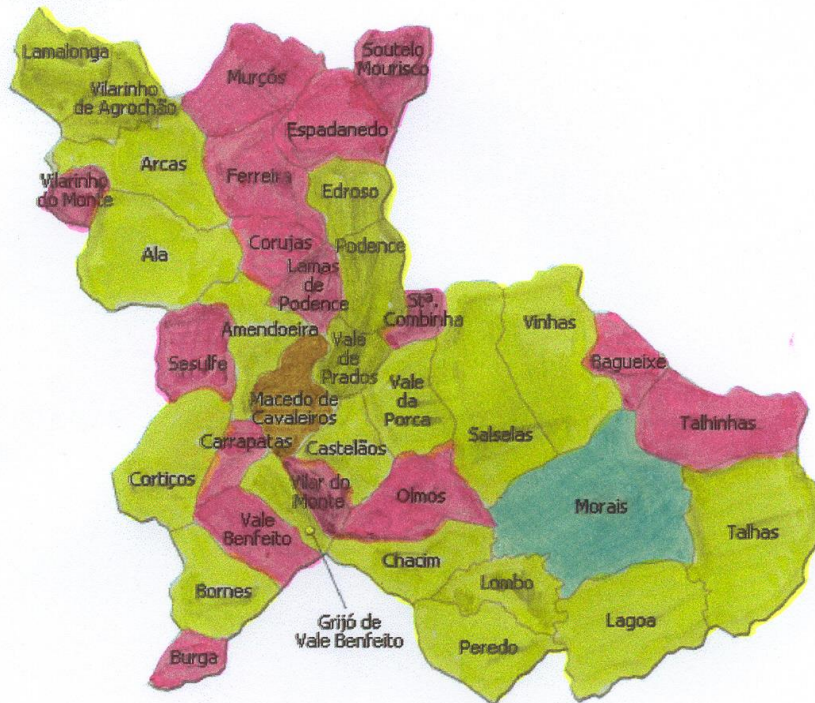 Lamalonga
Vilarinho
de Agrochão
Murçós
Soutelo
Mourisco
Espadanedo
Arcas
Vilarinho
do Monte
Ferreira
Edroso
Ala
Corujas
Podence
Lamas
de
Podence
Stª.
Combinha
Vinhas
Amendoeira
Vale
de
Prados
Sesulfe
Bagueixe
Vale
da
Porca
Macedo de
Cavaleiros
Talhinhas
Carrapatas
Castelãos
Salselas
Cortiços
Vilar do
Monte
Olmos
Morais
Vale
Benfeito
Talhas
Chacim
Bornes
Lombo
Grijó de
Vale Benfeito
Lagoa
Peredo
Burga